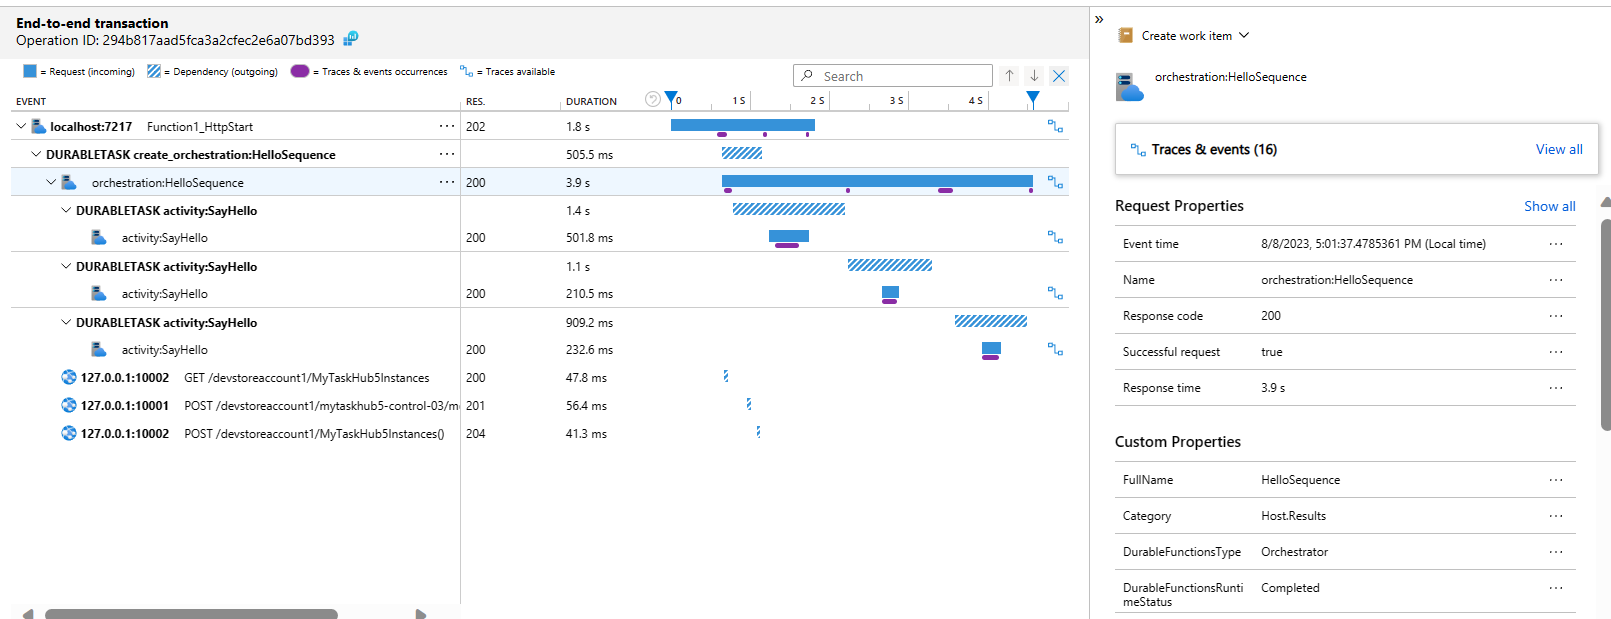 End-to-end transaction
Operation ID: 294b817aad5fca3a2cfec2e6a07bd393
= Request (incoming) = Dependency (outgoing) = Traces & events occurrences = Traces available
Search
EVENT RES. DURATION 0 1 S 2 S 3 S 4 S
localhost:7217 Function1_HttpStart ... 202 1.8 s
DURABLETASK create_orchestration:HelloSequence ... 505.5 ms
orchestration:HelloSequence ... 200 3.9 s
DURABLETASK activity:SayHello 1.4 s
activity:SayHello 200 501.8 ms
DURABLETASK activity:SayHello 1.1 s
activity:SayHello 200 210.5 ms
DURABLETASK activity:SayHello 909.2 ms
activity:SayHello 200 232.6 ms
127.0.0.1:10002 GET /devstoreaccount1/MyTaskHub5Instances 200 47.8 ms
127.0.0.1:10001 POST /devstoreaccount1/mytaskhub5-control-03/m 201 56.4 ms
127.0.0.1:10002 POST /devstoreaccount1/MyTaskHub5Instances() 204 41.3 ms
Create work item
orchestration:HelloSequence
Traces & events (16) View all
Request Properties Show all
Event time 8/8/2023, 5:01:37.4785361 PM (Local time) ...
Name orchestration:HelloSequence ...
Response code 200 ...
Successful request true ...
Response time 3.9 s ...
Custom Properties
FullName HelloSequence ...
Category Host.Results ...
DurableFunctionsType Orchestrator ...
DurableFunctionsRunti Completed ...
meStatus